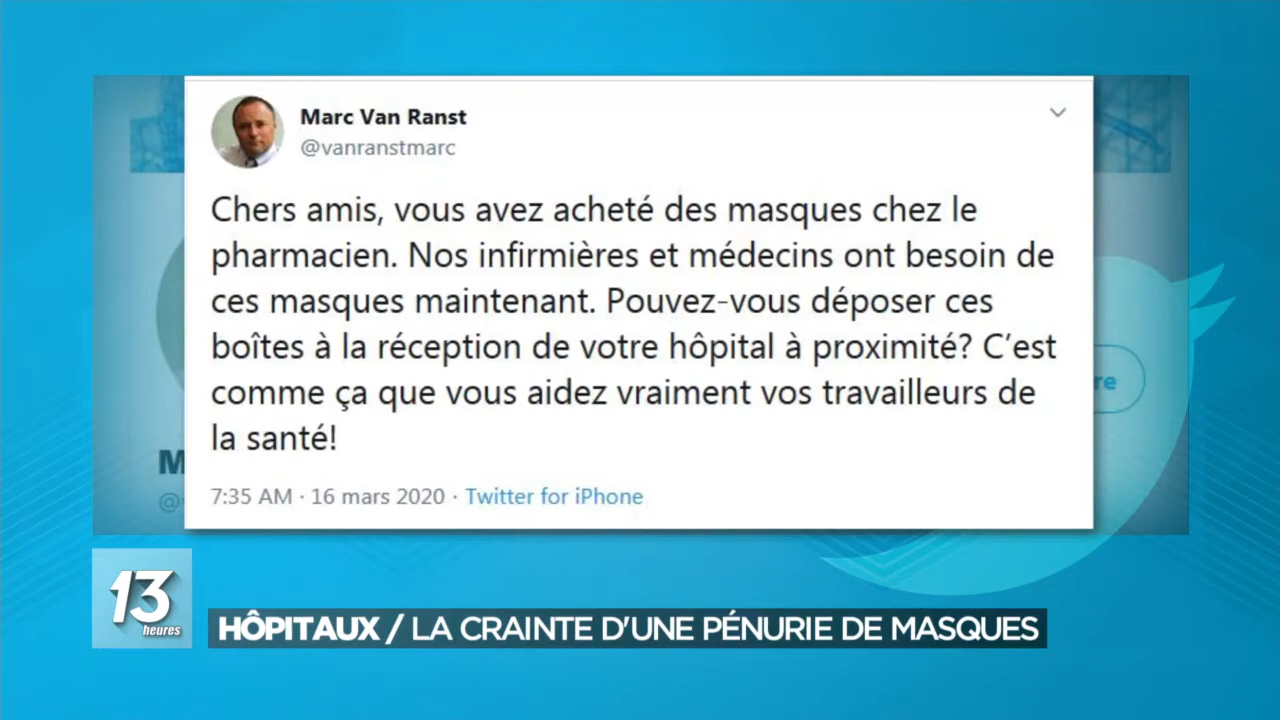 Marc Van Ranst
@vanranstmarc
Chers amis, vous avez acheté des masques chez le
pharmacien. Nos infirmières et médecins ont besoin de
ces masques maintenant. Pouvez-vous déposer ces
boîtes à la réception de votre hôpital à proximité? C’est
comme ça que vous aidez vraiment vos travailleurs de
la santé!
7:35 AM · 16 mars 2020 · Twitter for iPhone
re
M
@
13
heures
HÔPITAUX / LA CRAINTE D'UNE PÉNURIE DE MASQUES